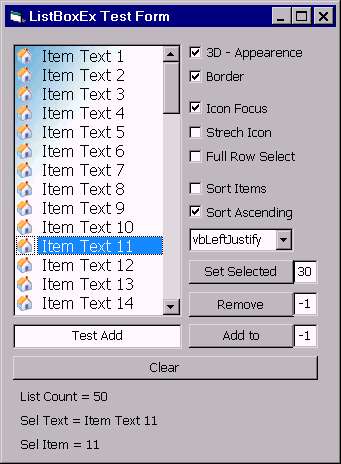 ListBoxEx Test Form
Item Text 1
Item Text 2
Item Text 3
Item Text 4
Item Text 5
Item Text 6
Item Text 7
Item Text 8
Item Text 9
Item Text 10
Item Text 11
Item Text 12
Item Text 13
Item Text 14
Test Add
3D - Appearence
Border
Icon Focus
Strech Icon
Full Row Select
Sort Items
Sort Ascending
vbLeftJustify
Set Selected 30
Remove -1
Add to -1
Clear
List Count = 50
Sel Text = Item Text 11
Sel Item = 11